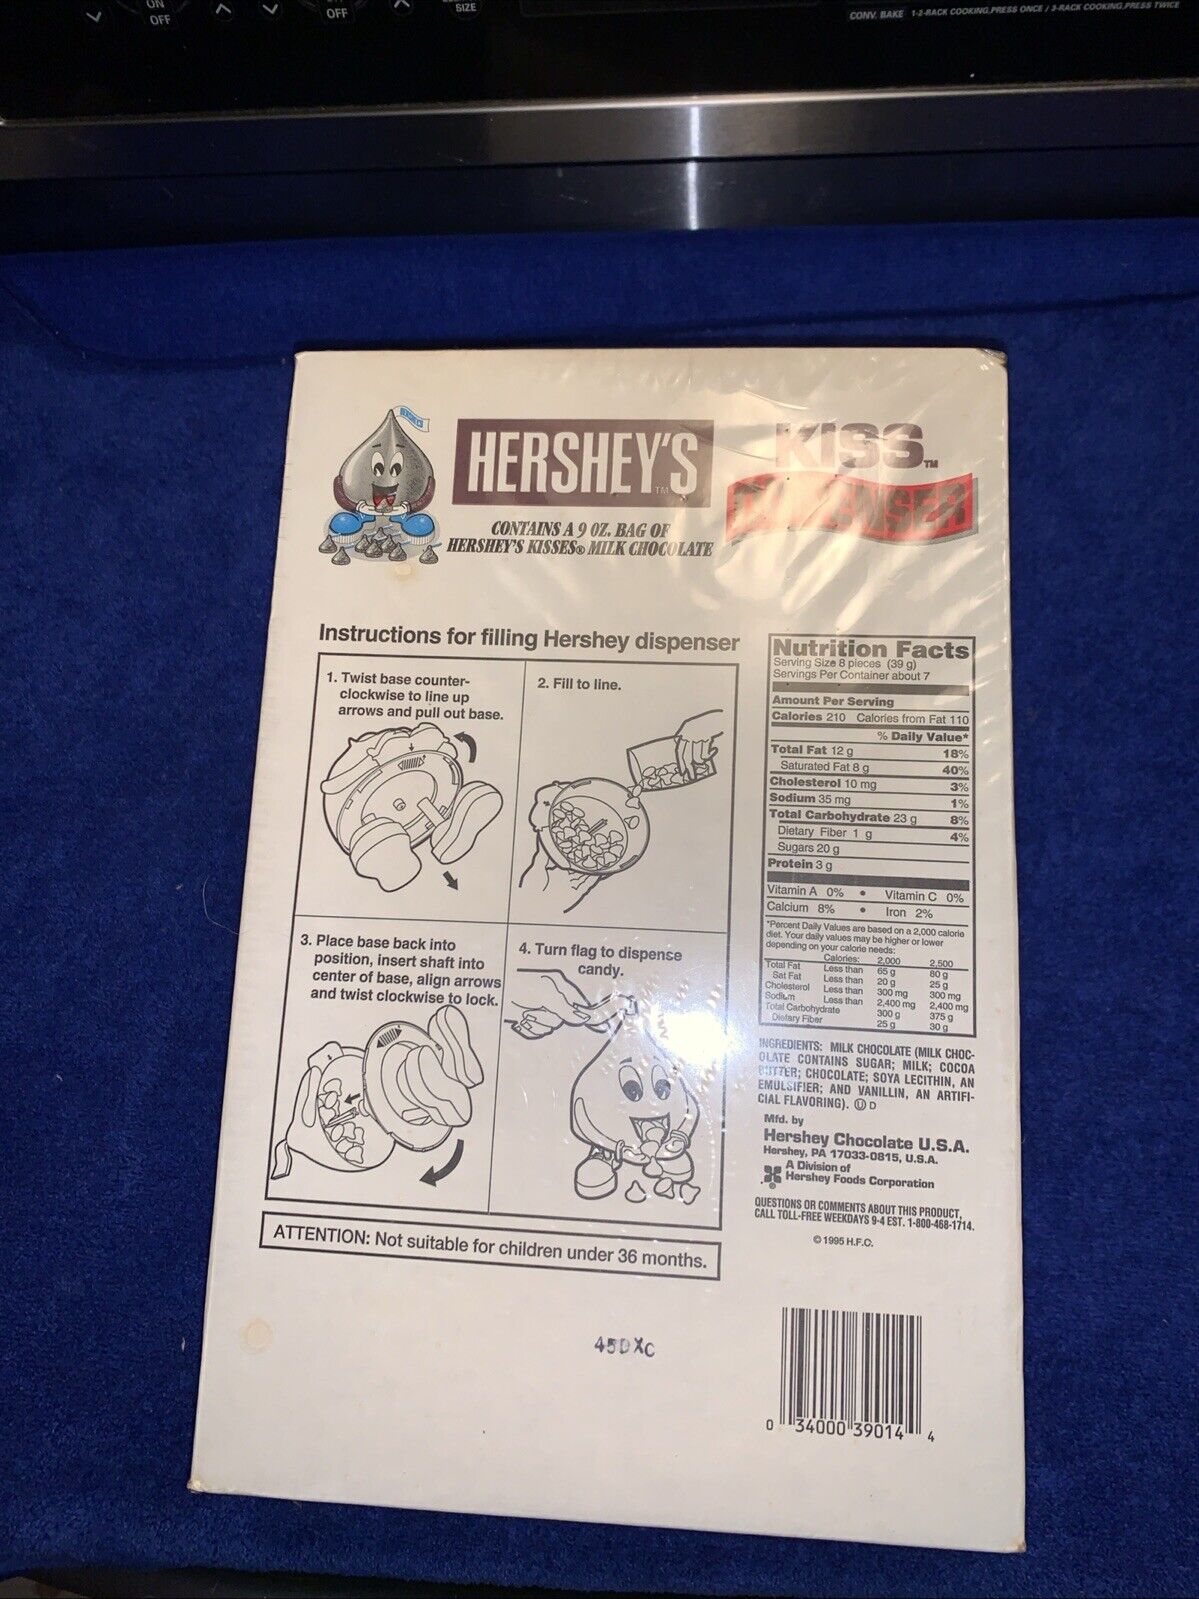 ON
OFF
OFF
SIZE
CONV. BAKE 1-2-RACK COOKING,PRESS ONCE / 3-RACK COOKING,PRESS TWICE
HERSHEY'S™
KISS™
DISPENSER
CONTAINS A 9 OZ. BAG OF
HERSHEY'S KISSES® MILK CHOCOLATE
Instructions for filling Hershey dispenser
1. Twist base counter-
clockwise to line up
arrows and pull out base.
2. Fill to line.
3. Place base back into
position, insert shaft into
center of base, align arrows
and twist clockwise to lock.
4. Turn flag to dispense
candy.
ATTENTION: Not suitable for children under 36 months.
Nutrition Facts
Serving Size 8 pieces (39 g)
Servings Per Container about 7
Amount Per Serving
Calories 210 Calories from Fat 110
% Daily Value*
Total Fat 12 g 18%
Saturated Fat 8 g 40%
Cholesterol 10 mg 3%
Sodium 35 mg 1%
Total Carbohydrate 23 g 8%
Dietary Fiber 1 g 4%
Sugars 20 g
Protein 3 g
Vitamin A 0% • Vitamin C 0%
Calcium 8% • Iron 2%
*Percent Daily Values are based on a 2,000 calorie
diet. Your daily values may be higher or lower
depending on your calorie needs:
Calories: 2,000 2,500
Total Fat Less than 65 g 80 g
Sat Fat Less than 20 g 25 g
Cholesterol Less than 300 mg 300 mg
Sodium Less than 2,400 mg 2,400 mg
Total Carbohydrate 300 g 375 g
Dietary Fiber 25 g 30 g
INGREDIENTS: MILK CHOCOLATE (MILK CHOC-
OLATE CONTAINS SUGAR; MILK; COCOA
BUTTER; CHOCOLATE; SOYA LECITHIN, AN
EMULSIFIER; AND VANILLIN, AN ARTIFI-
CIAL FLAVORING). Ⓤ D
Mfd. by
Hershey Chocolate U.S.A.
Hershey, PA 17033-0815, U.S.A.
A Division of
® Hershey Foods Corporation
QUESTIONS OR COMMENTS ABOUT THIS PRODUCT,
CALL TOLL-FREE WEEKDAYS 9-4 EST. 1-800-468-1714.
© 1995 H.F.C.
45DXC
0 34000 39014 4